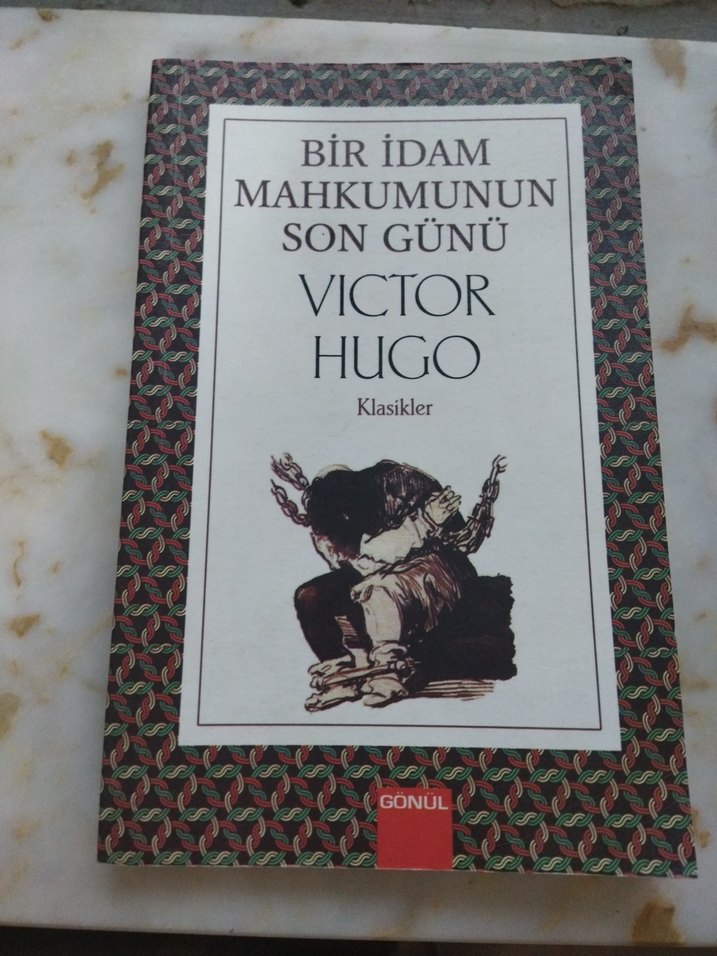 BİR İDAM
MAHKUMUNUN
SON GÜNÜ
VICTOR
HUGO
Klasikler
GÖNÜL